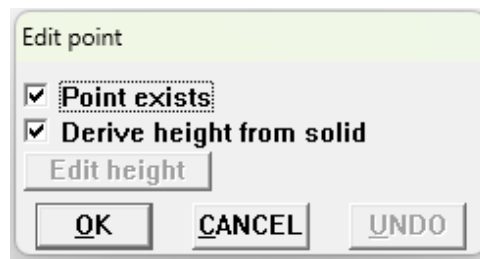 Edit point
Point exists
Derive height from solid
Edit height
OK CANCEL UNDO